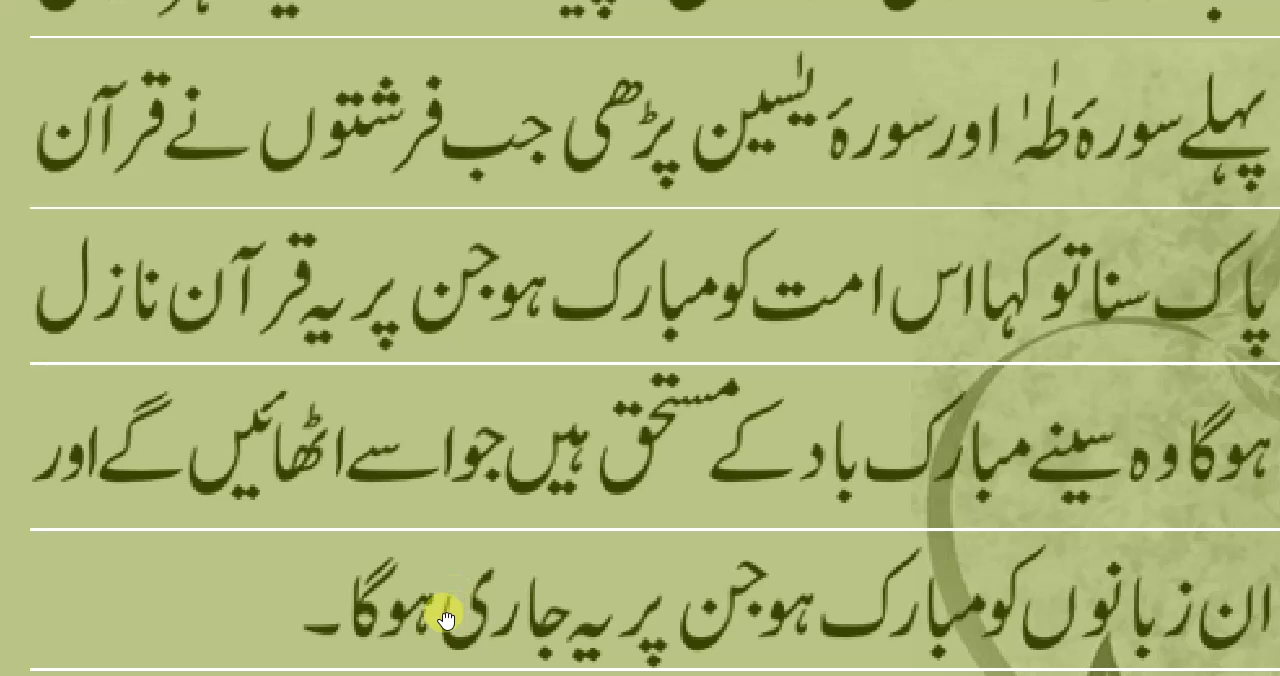 پہلے سورۂ طٰہٰ اور سورۂ یٰسیین پڑھی جب فرشتوں نے قرآن
پاک سنا تو کہا اس امت کو مبارک ہو جن پر یہ قرآن نازل
ہوگا وہ سینے مبارک باد کے مستحق ہیں جو اسے اٹھائیں گے اور
ان زبانوں کو مبارک ہو جن پر یہ جاری ہوگا۔